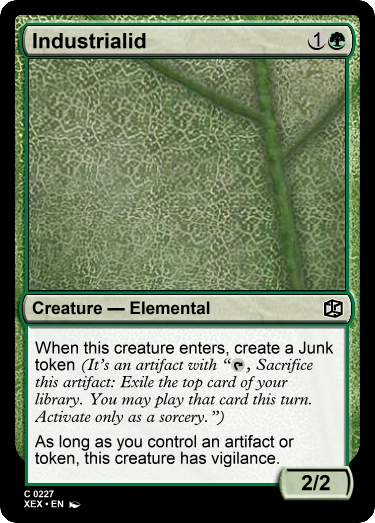 Industrialid 1
Creature — Elemental
When this creature enters, create a Junk
token (It's an artifact with “, Sacrifice
this artifact: Exile the top card of your
library. You may play that card this turn.
Activate only as a sorcery.”)
As long as you control an artifact or
token, this creature has vigilance.
2/2
C 0227
XEX • EN